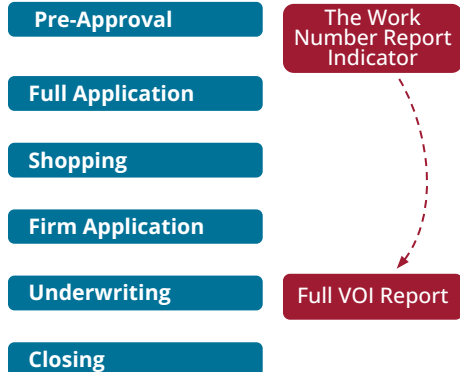 Pre-Approval
The Work
Number Report
Indicator
Full Application
Shopping
Firm Application
Underwriting
Full VOI Report
Closing